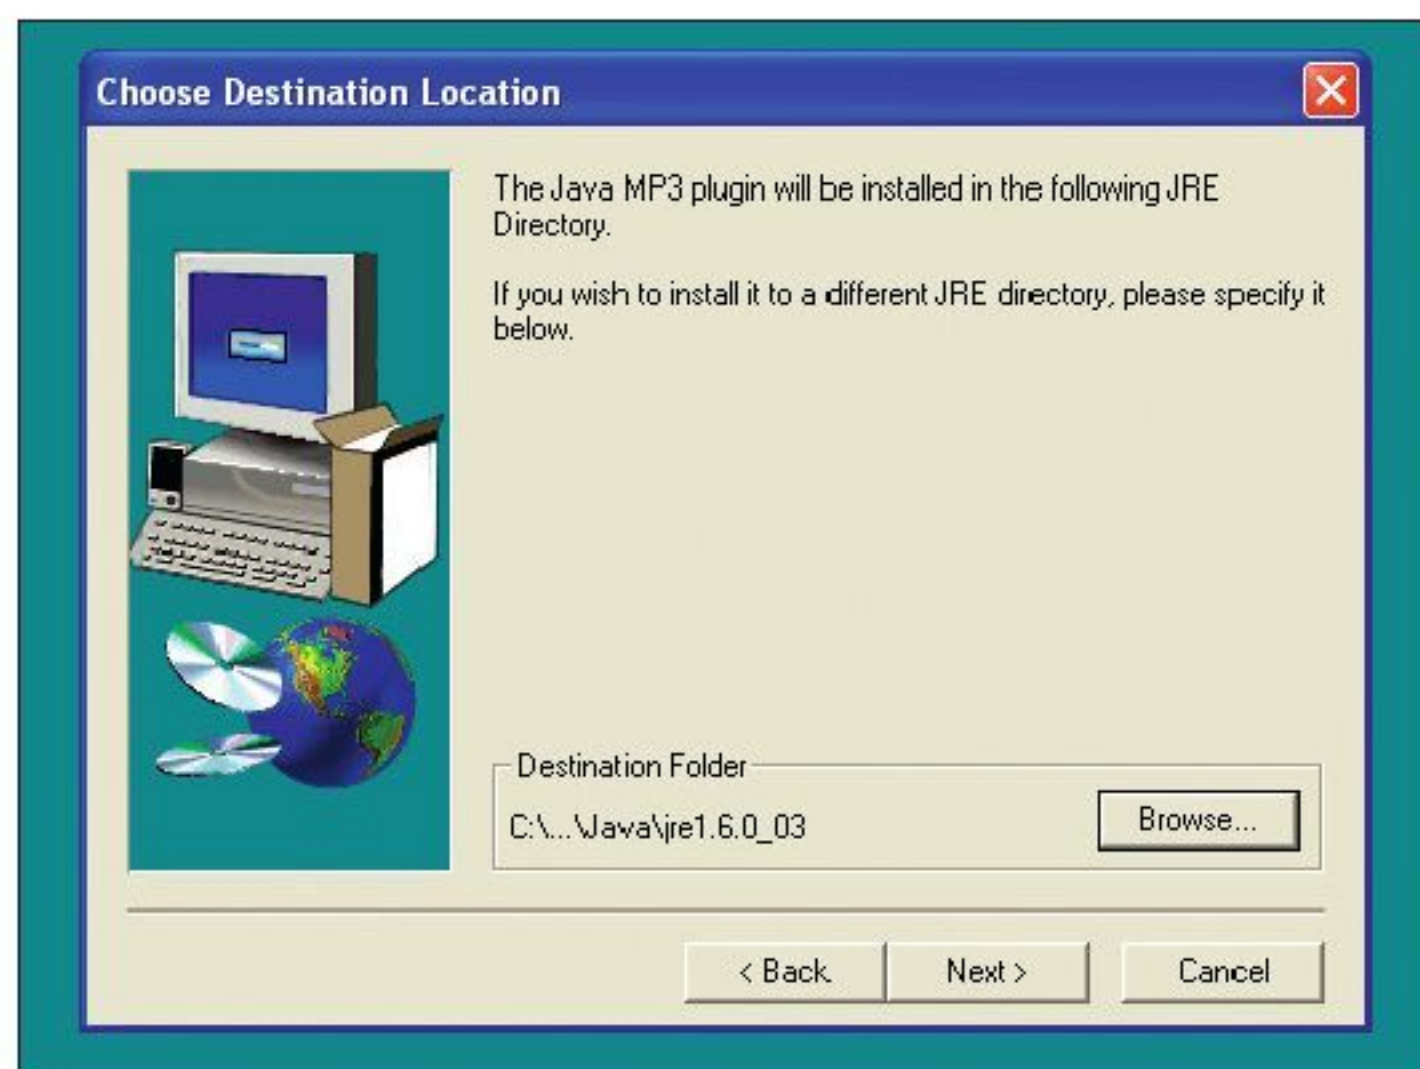 Choose Destination Location
The Java MP3 plugin will be installed in the following JRE
Directory.
If you wish to install it to a different JRE directory, please specify it
below.
Destination Folder
C:\...\Java\jre1.6.0_03
Browse...
< Back
Next >
Cancel